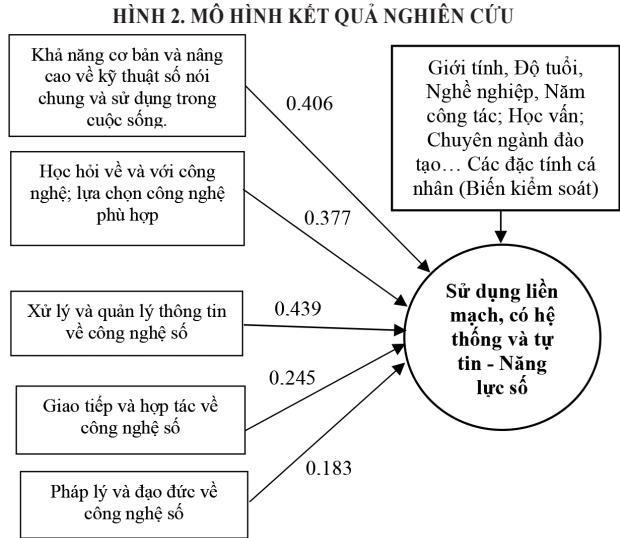 HÌNH 2. MÔ HÌNH KẾT QUẢ NGHIÊN CỨU
Khả năng cơ bản và nâng
cao về kỹ thuật số nói
chung và sử dụng trong
cuộc sống.
0.406
Giới tính, Độ tuổi,
Nghề nghiệp, Năm
công tác; Học vấn;
Chuyên ngành đào
tạo… Các đặc tính cá
nhân (Biến kiểm soát)
Học hỏi về và với công
nghệ; lựa chọn công nghệ
phù hợp
0.377
Xử lý và quản lý thông tin
về công nghệ số
0.439
Sử dụng liền
mạch, có hệ
thống và tự
tin - Năng
lực số
Giao tiếp và hợp tác về
công nghệ số
0.245
Pháp lý và đạo đức về
công nghệ số
0.183